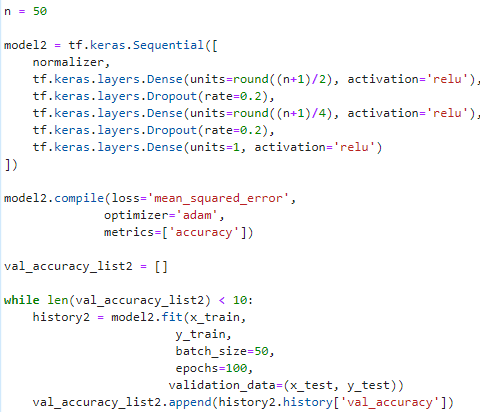 n = 50
model2 = tf.keras.Sequential([
    normalizer,
    tf.keras.layers.Dense(units=round((n+1)/2), activation='relu'),
    tf.keras.layers.Dropout(rate=0.2),
    tf.keras.layers.Dense(units=round((n+1)/4), activation='relu'),
    tf.keras.layers.Dropout(rate=0.2),
    tf.keras.layers.Dense(units=1, activation='relu')
])
model2.compile(loss='mean_squared_error',
              optimizer='adam',
              metrics=['accuracy'])
val_accuracy_list2 = []
while len(val_accuracy_list2) < 10:
    history2 = model2.fit(x_train,
                        y_train,
                        batch_size=50,
                        epochs=100,
                       validation_data=(x_test, y_test))
    val_accuracy_list2.append(history2.history['val_accuracy'])